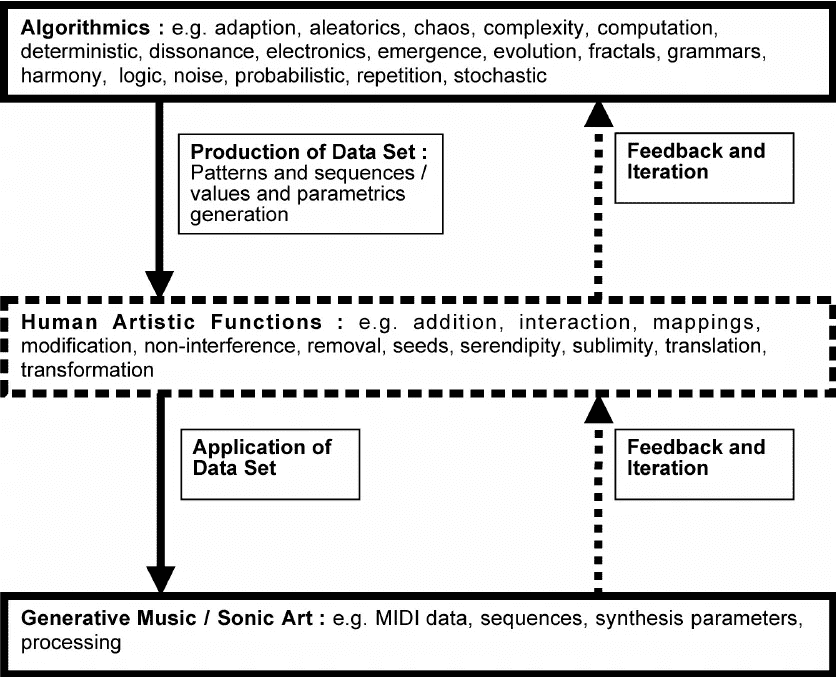 Algorithmics : e.g. adaption, aleatorics, chaos, complexity, computation,
deterministic, dissonance, electronics, emergence, evolution, fractals, grammars,
harmony, logic, noise, probabilistic, repetition, stochastic
Production of Data Set :
Patterns and sequences /
values and parametrics
generation
Feedback and
Iteration
Human Artistic Functions : e.g. addition, interaction, mappings,
modification, non-interference, removal, seeds, serendipity, sublimity, translation,
transformation
Application of
Data Set
Feedback and
Iteration
Generative Music / Sonic Art : e.g. MIDI data, sequences, synthesis parameters,
processing